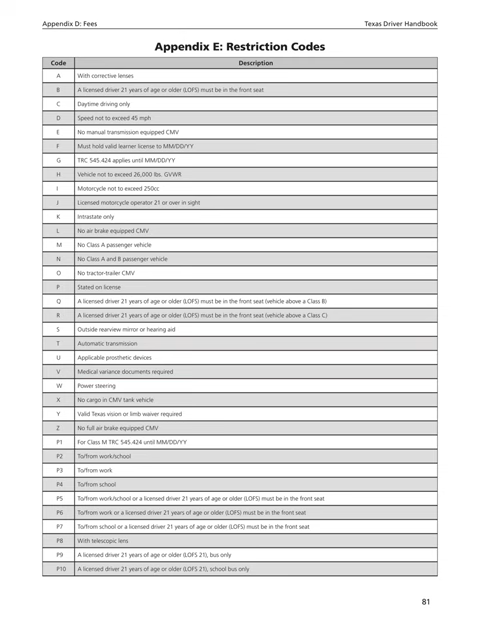 Appendix D: Fees Texas Driver Handbook
Appendix E: Restriction Codes
Code Description
A With corrective lenses
B A licensed driver 21 years of age or older (LOFS) must be in the front seat
C Daytime driving only
D Speed not to exceed 45 mph
E No manual transmission equipped CMV
F Must hold valid learner license to MM/DD/YY
G TRC 545.424 applies until MM/DD/YY
H Vehicle not to exceed 26,000 lbs. GVWR
I Motorcycle not to exceed 250cc
J Licensed motorcycle operator 21 or over in sight
K Intrastate only
L No air brake equipped CMV
M No Class A passenger vehicle
N No Class A and B passenger vehicle
O No tractor-trailer CMV
P Stated on license
Q A licensed driver 21 years of age or older (LOFS) must be in the front seat (vehicle above a Class B)
R A licensed driver 21 years of age or older (LOFS) must be in the front seat (vehicle above a Class C)
S Outside rearview mirror or hearing aid
T Automatic transmission
U Applicable prosthetic devices
V Medical variance documents required
W Power steering
X No cargo in CMV tank vehicle
Y Valid Texas vision or limb waiver required
Z No full air brake equipped CMV
P1 For Class M TRC 545.424 until MM/DD/YY
P2 To/from work/school
P3 To/from work
P4 To/from school
P5 To/from work/school or a licensed driver 21 years of age or older (LOFS) must be in the front seat
P6 To/from work or a licensed driver 21 years of age or older (LOFS) must be in the front seat
P7 To/from school or a licensed driver 21 years of age or older (LOFS) must be in the front seat
P8 With telescopic lens
P9 A licensed driver 21 years of age or older (LOFS 21), bus only
P10 A licensed driver 21 years of age or older (LOFS 21), school bus only
81